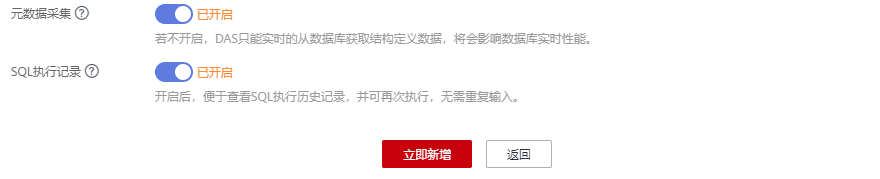 元数据采集 ? 已开启
若不开启，DAS只能实时的从数据库获取结构定义数据，将会影响数据库实时性能。
SQL执行记录 ? 已开启
开启后，便于查看SQL执行历史记录，并可再次执行，无需重复输入。
立即新增 返回